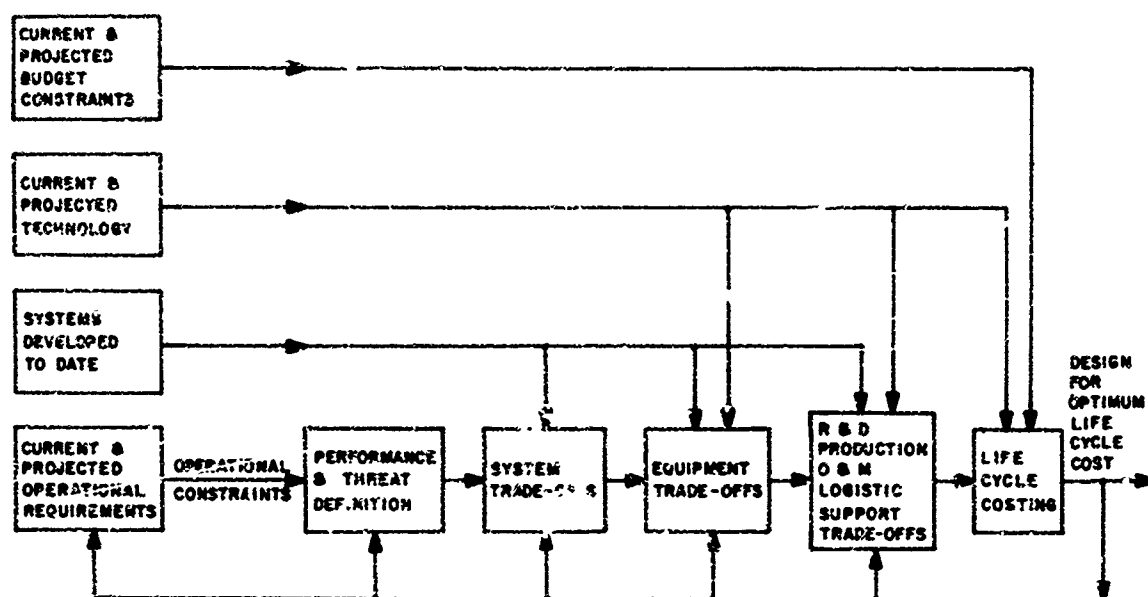 CURRENT &
PROJECTED
BUDGET
CONSTRAINTS
CURRENT &
PROJECTED
TECHNOLOGY
SYSTEMS
DEVELOPED
TO DATE
CURRENT &
PROJECTED
OPERATIONAL
REQUIREMENTS
OPERATIONAL
CONSTRAINTS
PERFORMANCE
& THREAT
DEFINITION
SYSTEM
TRADE-OFFS
EQUIPMENT
TRADE-OFFS
R & D
PRODUCTION
O & M
LOGISTIC
SUPPORT
TRADE-OFFS
LIFE
CYCLE
COSTING
DESIGN
FOR
OPTIMUM
LIFE
CYCLE
COST